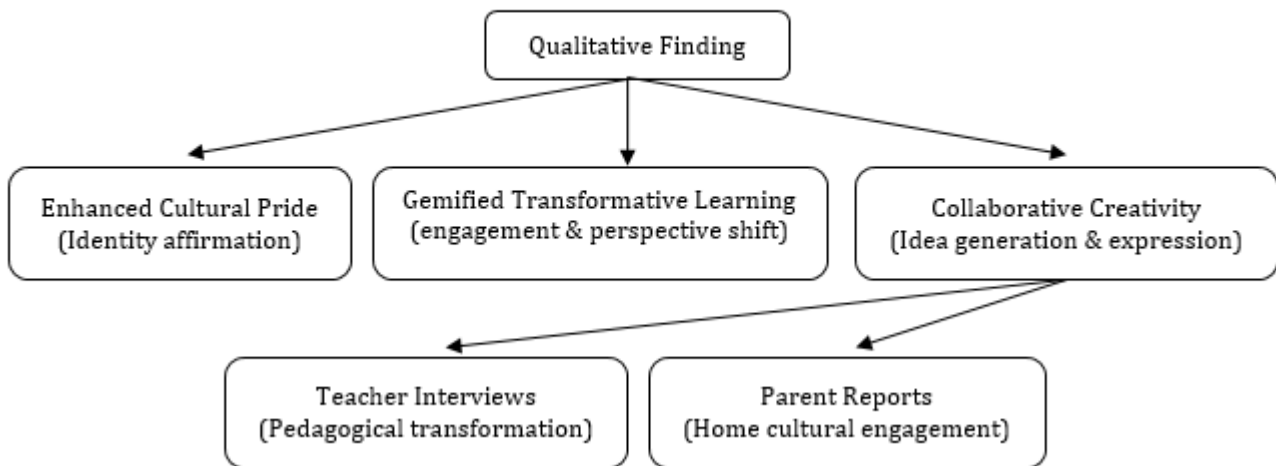 Qualitative Finding
Enhanced Cultural Pride
(Identity affirmation)
Gemified Transformative Learning
(engagement & perspective shift)
Collaborative Creativity
(Idea generation & expression)
Teacher Interviews
(Pedagogical transformation)
Parent Reports
(Home cultural engagement)